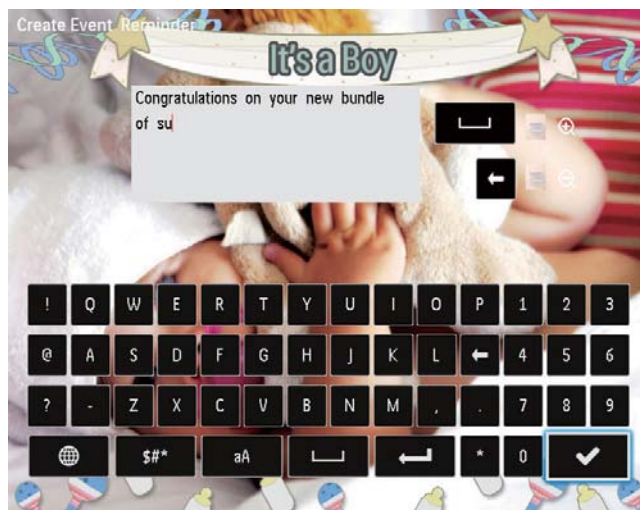 Create Event Reminder
It's a Boy
Congratulations on your new bundle
of su
! Q W E R T Y U I O P 1 2 3
@ A S D F G H J K L 4 5 6
? - Z X C V B N M , . 7 8 9
$#* aA * 0